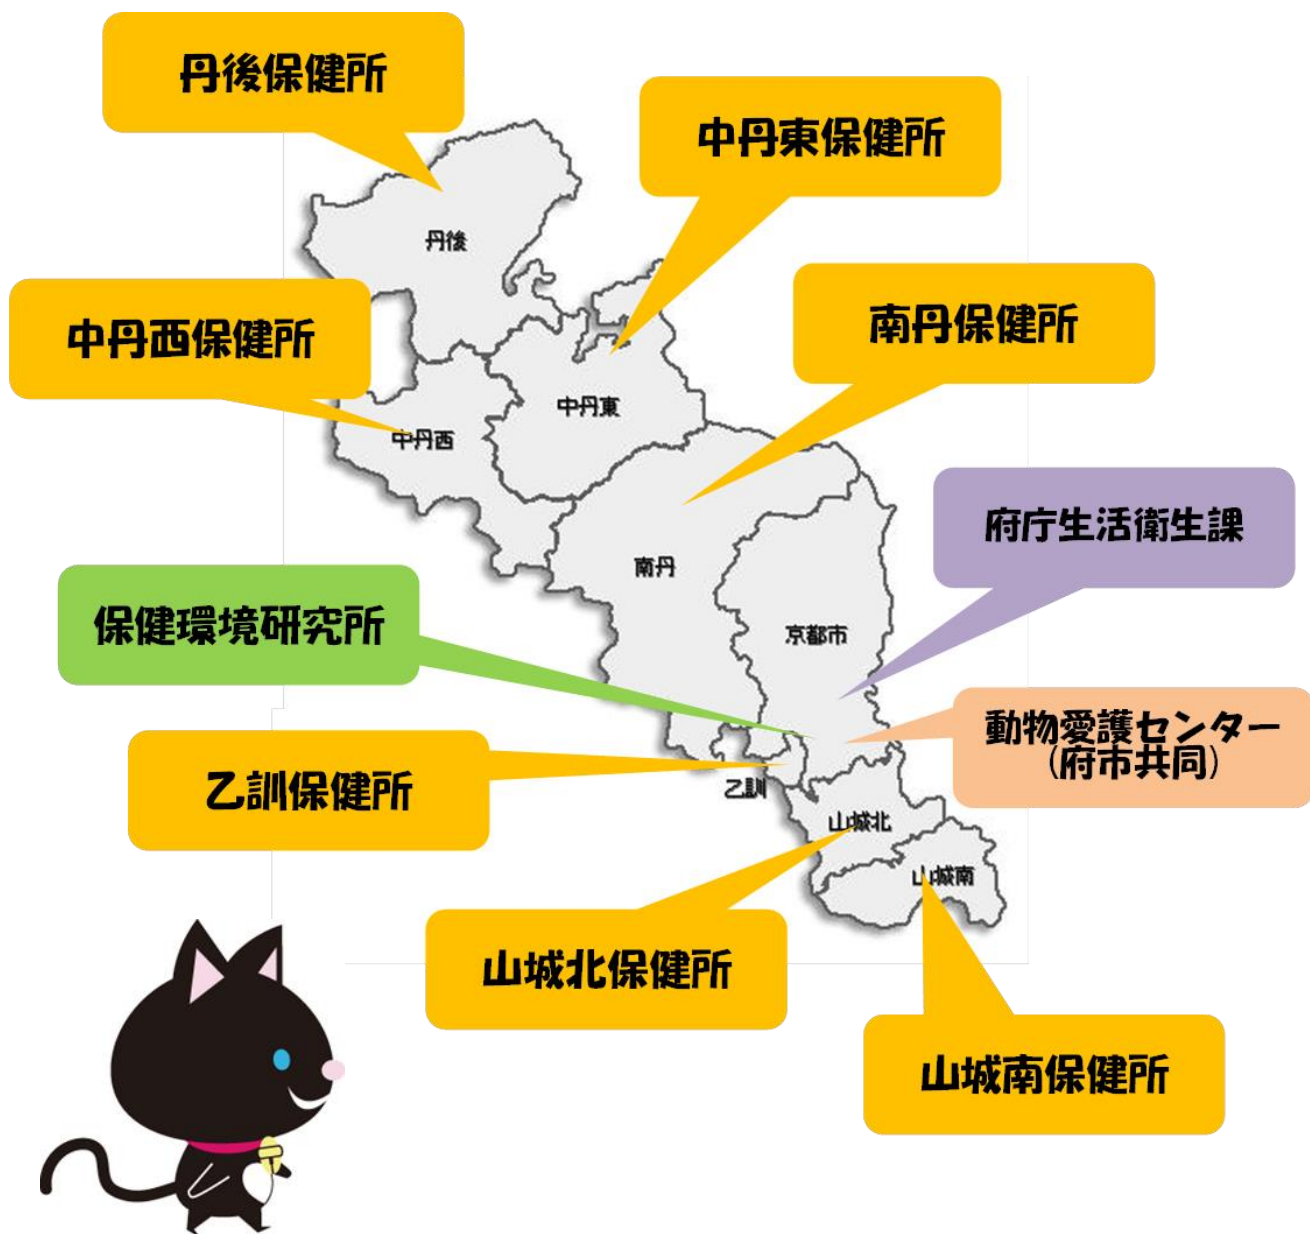 丹後保健所
中丹東保健所
丹後
中丹西保健所
南丹保健所
中丹東
中丹西
府庁生活衛生課
南丹
保健環境研究所
京都市
動物愛護センター
(府市共同)
乙訓保健所
乙訓
山城北
山城南
山城北保健所
山城南保健所